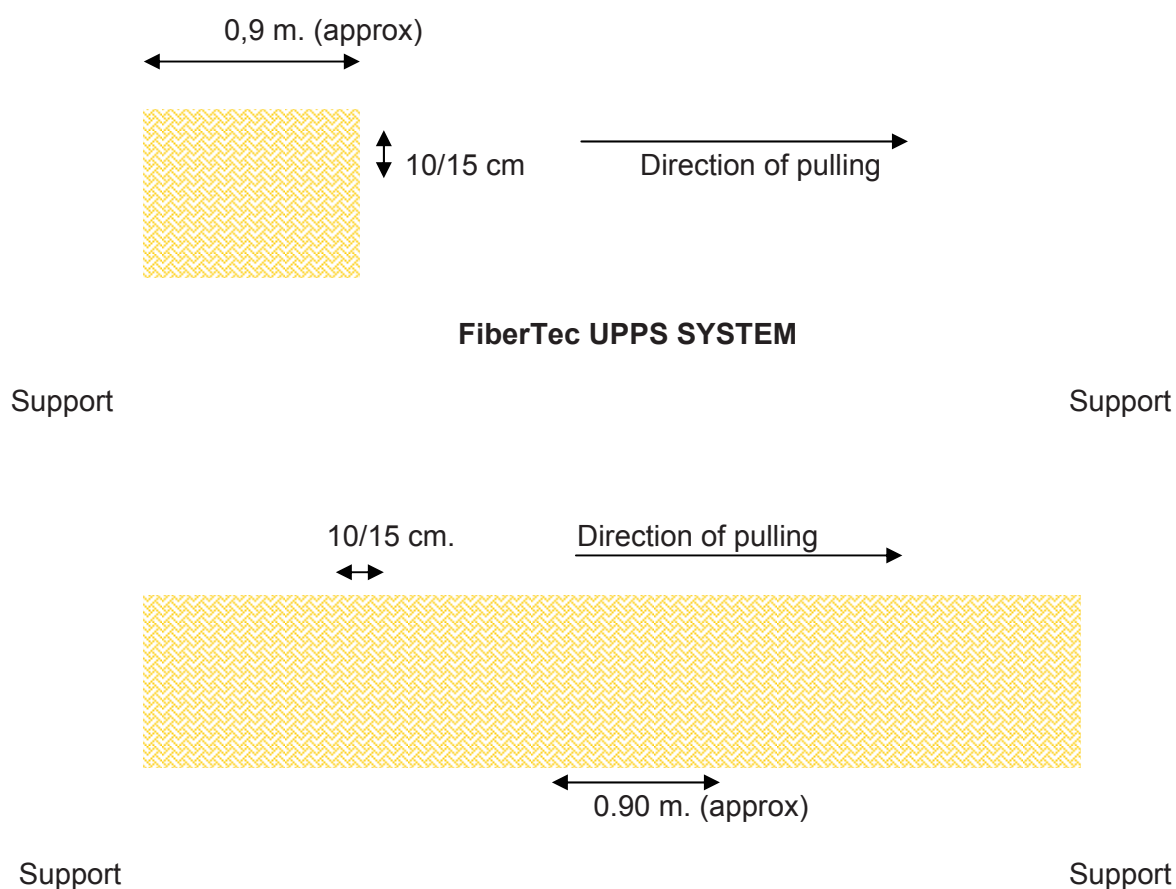 0,9 m. (approx)
10/15 cm
Direction of pulling
FiberTec UPPS SYSTEM
Support
Support
10/15 cm.
Direction of pulling
0.90 m. (approx)
Support
Support